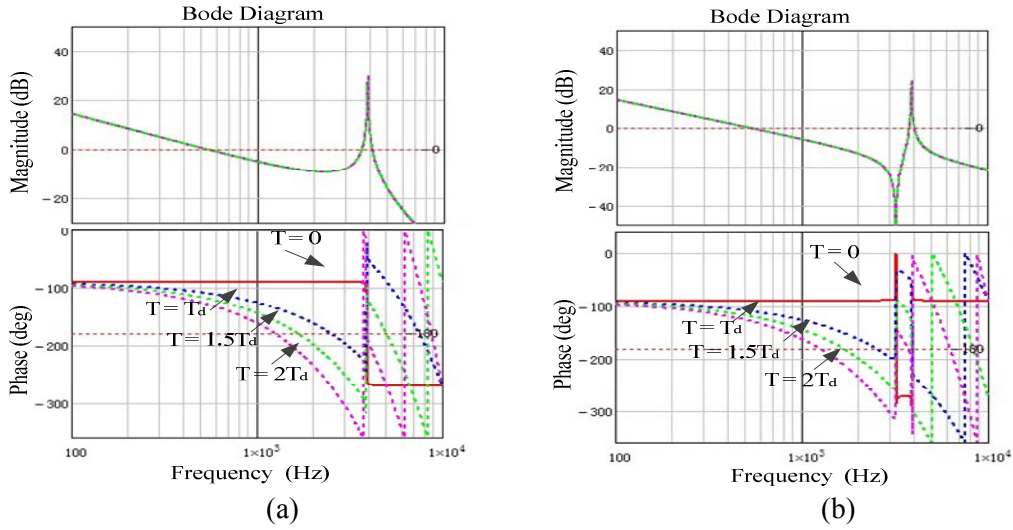 Bode Diagram
Magnitude (dB)
40
20
0
−20
0
Phase (deg)
0
−100
−200
−300
T = 0
T = Td
T = 1.5Td
T = 2Td
180
100
1×10³
1×10⁴
Frequency (Hz)
(a)
Bode Diagram
Magnitude (dB)
40
20
0
−20
−40
0
Phase (deg)
0
−100
−200
−300
T = 0
T = Td
T = 1.5Td
T = 2Td
180
100
1×10³
1×10⁴
Frequency (Hz)
(b)